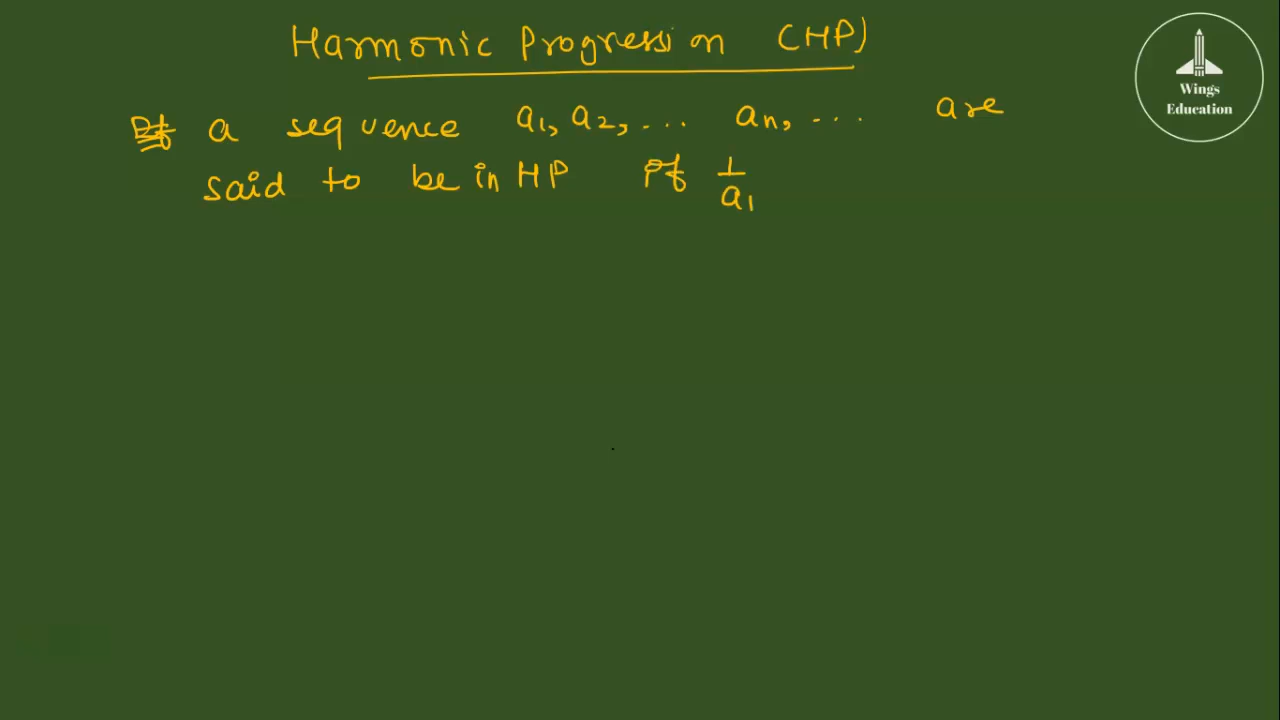 Harmonic Progression (HP)
Wings
Education
a sequence a1, a2, ... an, ... are
said to be in HP if 1/a1